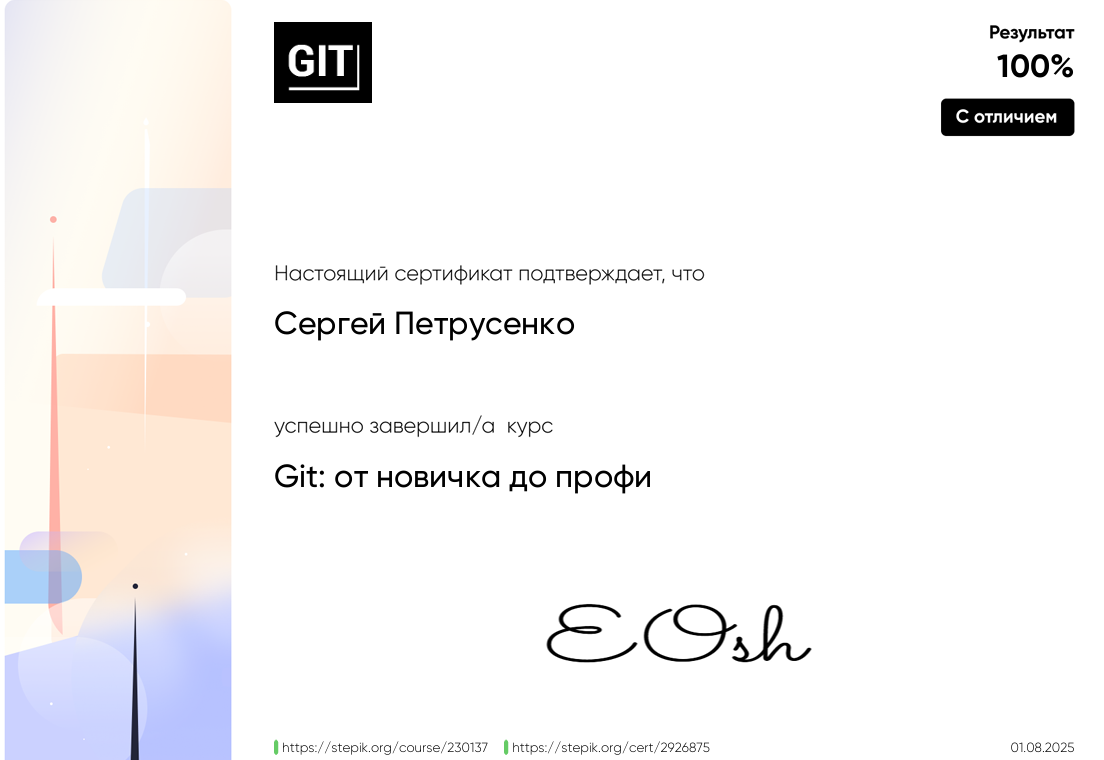 GIT
Результат
100%
С отличием
Настоящий сертификат подтверждает, что
Сергей Петрусенко
успешно завершил/а курс
Git: от новичка до профи
EOsh
https://stepik.org/course/230137 https://stepik.org/cert/2926875 01.08.2025